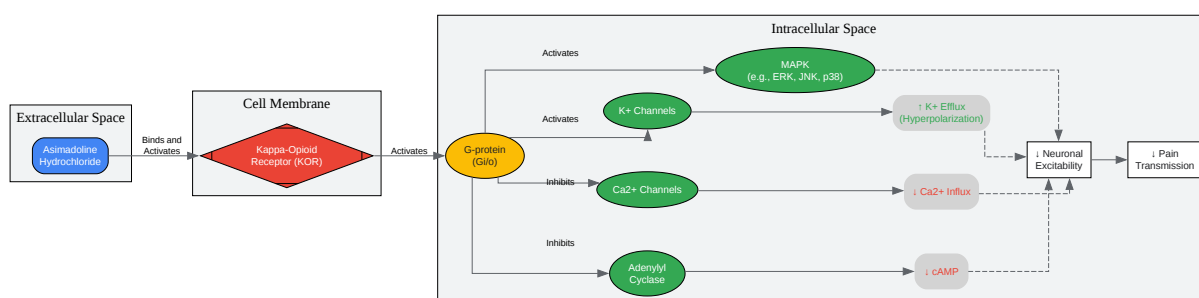 Extracellular Space
Asimadoline
Hydrochloride
Binds and
Activates
Cell Membrane
Kappa-Opioid
Receptor (KOR)
Activates
Intracellular Space
G-protein
(Gi/o)
Activates
MAPK
(e.g., ERK, JNK, p38)
Activates
K+ Channels
↑ K+ Efflux
(Hyperpolarization)
Inhibits
Ca2+ Channels
↓ Ca2+ Influx
Inhibits
Adenylyl
Cyclase
↓ cAMP
↓ Neuronal
Excitability
↓ Pain
Transmission